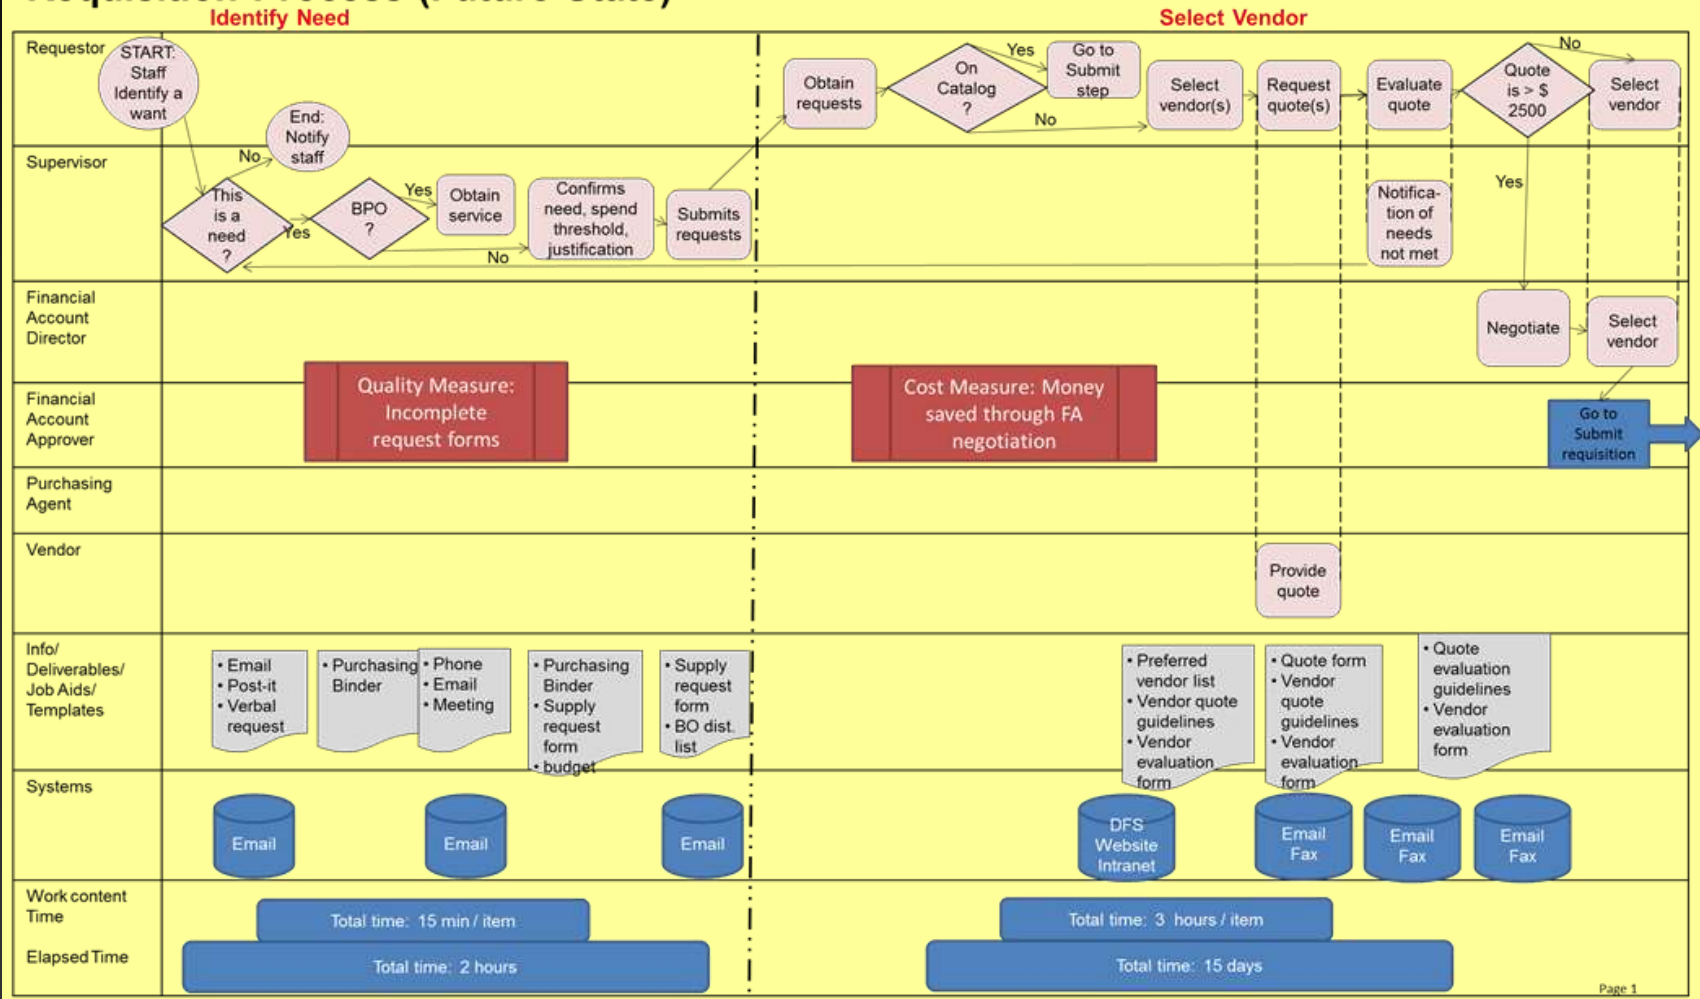 Requisition Process (Future State)
Identify Need
Select Vendor
Requestor
START:
Staff
Identify a
want
End:
Notify
staff
Obtain
requests
On
Catalog
?
Yes
No
Go to
Submit
step
Select
vendor(s)
Request
quote(s)
Evaluate
quote
Quote
is > $
2500
No
Yes
Select
vendor
Supervisor
This
is a
need
?
No
Yes
BPO
?
Yes
No
Obtain
service
Confirms
need, spend
threshold,
justification
Submits
requests
Notifica-
tion of
needs
not met
Financial
Account
Director
Negotiate
Select
vendor
Financial
Account
Approver
Quality Measure:
Incomplete
request forms
Cost Measure: Money
saved through FA
negotiation
Go to
Submit
requisition
Purchasing
Agent
Vendor
Provide
quote
Info/
Deliverables/
Job Aids/
Templates
• Email
• Post-it
• Verbal
request
• Purchasing
Binder
• Phone
• Email
• Meeting
• Purchasing
Binder
• Supply
request
form
• budget
• Supply
request
form
• BO dist.
list
• Preferred
vendor list
• Vendor quote
guidelines
• Vendor
evaluation
form
• Quote form
• Vendor
quote
guidelines
• Vendor
evaluation
form
• Quote
evaluation
guidelines
• Vendor
evaluation
form
Systems
Email
Email
Email
DFS
Website
Intranet
Email
Fax
Email
Fax
Email
Fax
Work content
Time
Total time: 15 min / item
Total time: 3 hours / item
Elapsed Time
Total time: 2 hours
Total time: 15 days
Page 1